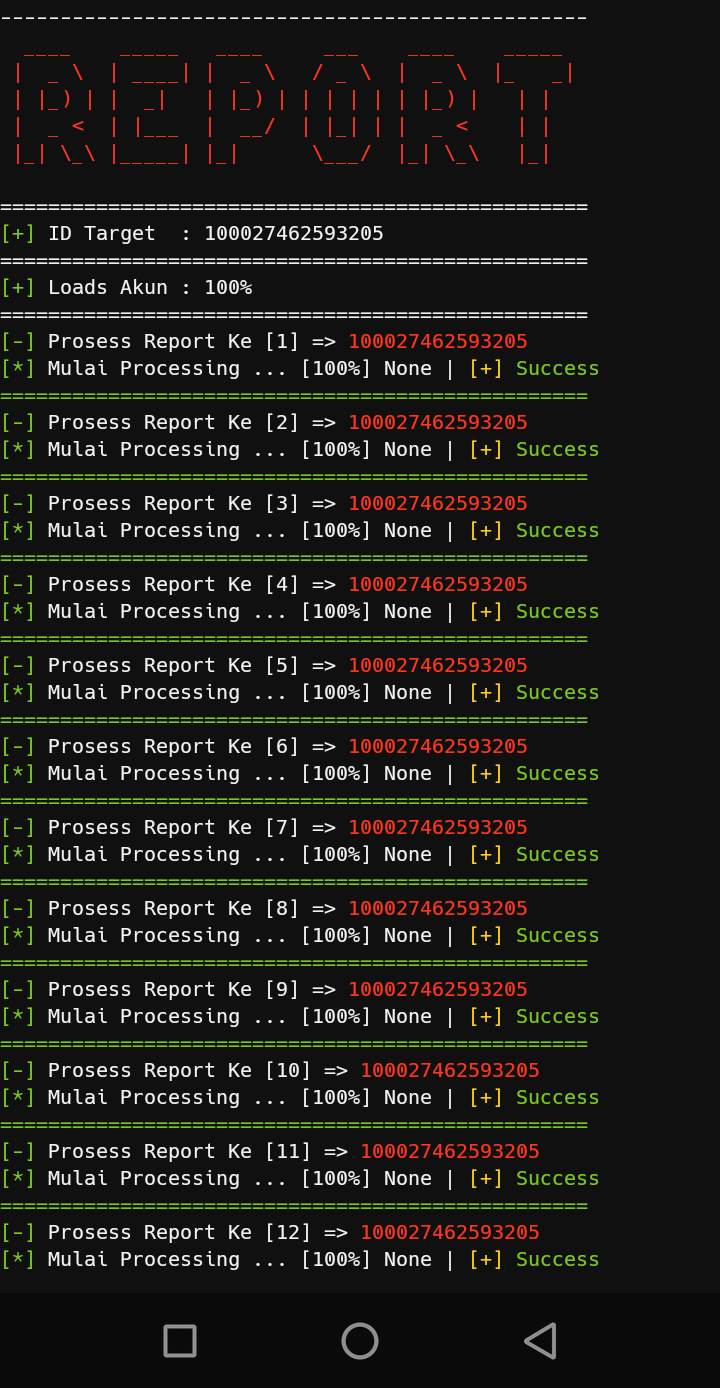 -------------------------------------------------
REPORT
=================================================
[+] ID Target  : 100027462593205
=================================================
[+] Loads Akun : 100%
=================================================
[-] Prosess Report Ke [1] => 100027462593205
[*] Mulai Processing ... [100%] None | [+] Success
=================================================
[-] Prosess Report Ke [2] => 100027462593205
[*] Mulai Processing ... [100%] None | [+] Success
=================================================
[-] Prosess Report Ke [3] => 100027462593205
[*] Mulai Processing ... [100%] None | [+] Success
=================================================
[-] Prosess Report Ke [4] => 100027462593205
[*] Mulai Processing ... [100%] None | [+] Success
=================================================
[-] Prosess Report Ke [5] => 100027462593205
[*] Mulai Processing ... [100%] None | [+] Success
=================================================
[-] Prosess Report Ke [6] => 100027462593205
[*] Mulai Processing ... [100%] None | [+] Success
=================================================
[-] Prosess Report Ke [7] => 100027462593205
[*] Mulai Processing ... [100%] None | [+] Success
=================================================
[-] Prosess Report Ke [8] => 100027462593205
[*] Mulai Processing ... [100%] None | [+] Success
=================================================
[-] Prosess Report Ke [9] => 100027462593205
[*] Mulai Processing ... [100%] None | [+] Success
=================================================
[-] Prosess Report Ke [10] => 100027462593205
[*] Mulai Processing ... [100%] None | [+] Success
=================================================
[-] Prosess Report Ke [11] => 100027462593205
[*] Mulai Processing ... [100%] None | [+] Success
=================================================
[-] Prosess Report Ke [12] => 100027462593205
[*] Mulai Processing ... [100%] None | [+] Success